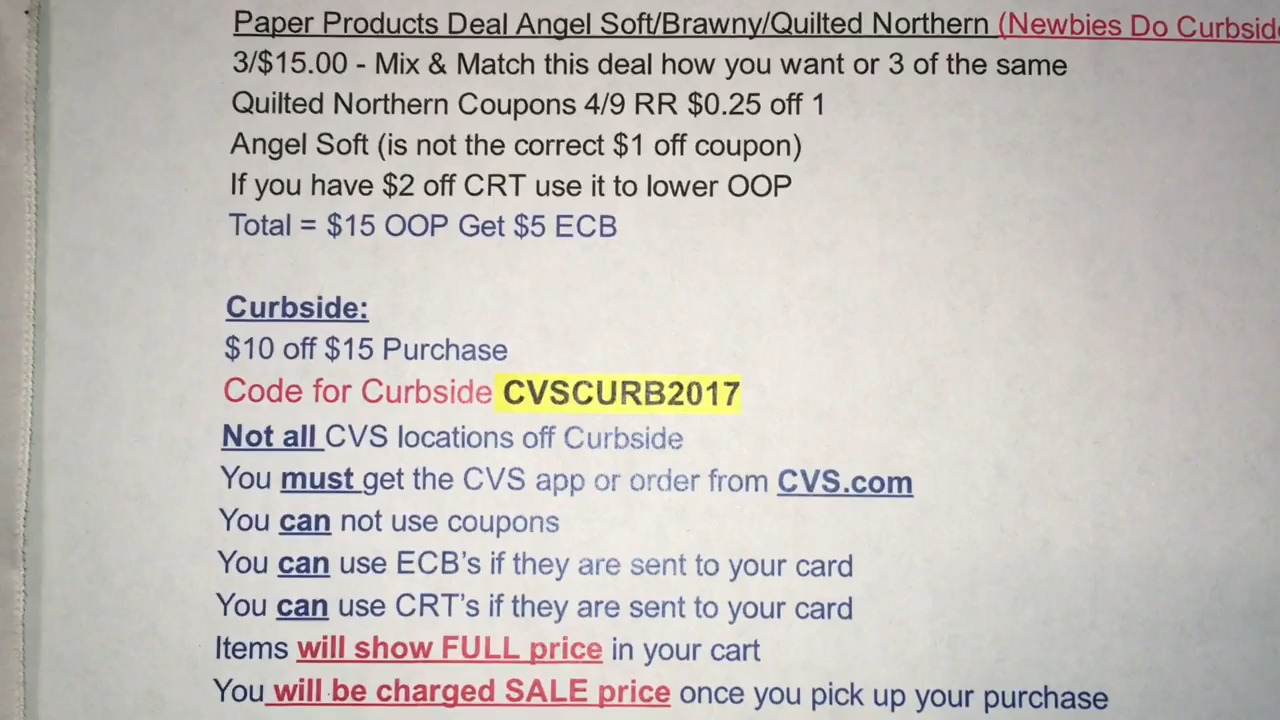 Paper Products Deal Angel Soft/Brawny/Quilted Northern (Newbies Do Curbside
3/$15.00 - Mix & Match this deal how you want or 3 of the same
Quilted Northern Coupons 4/9 RR $0.25 off 1
Angel Soft (is not the correct $1 off coupon)
If you have $2 off CRT use it to lower OOP
Total = $15 OOP Get $5 ECB
Curbside:
$10 off $15 Purchase
Code for Curbside CVSCURB2017
Not all CVS locations off Curbside
You must get the CVS app or order from CVS.com
You can not use coupons
You can use ECB's if they are sent to your card
You can use CRT's if they are sent to your card
Items will show FULL price in your cart
You will be charged SALE price once you pick up your purchase